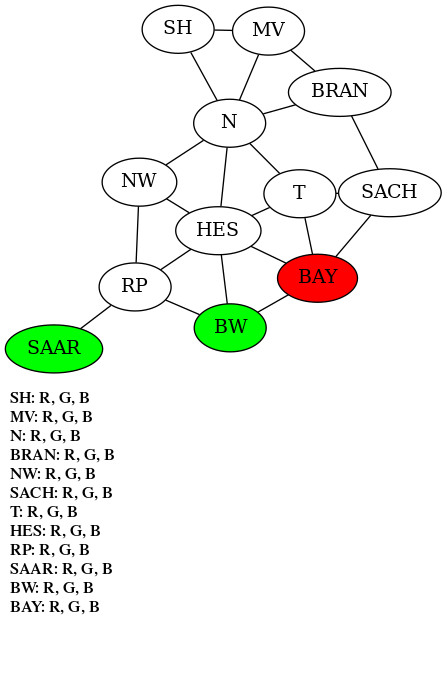 SH
MV
BRAN
N
NW
T
SACH
HES
BAY
RP
BW
SAAR
SH: R, G, B
MV: R, G, B
N: R, G, B
BRAN: R, G, B
NW: R, G, B
SACH: R, G, B
T: R, G, B
HES: R, G, B
RP: R, G, B
SAAR: R, G, B
BW: R, G, B
BAY: R, G, B